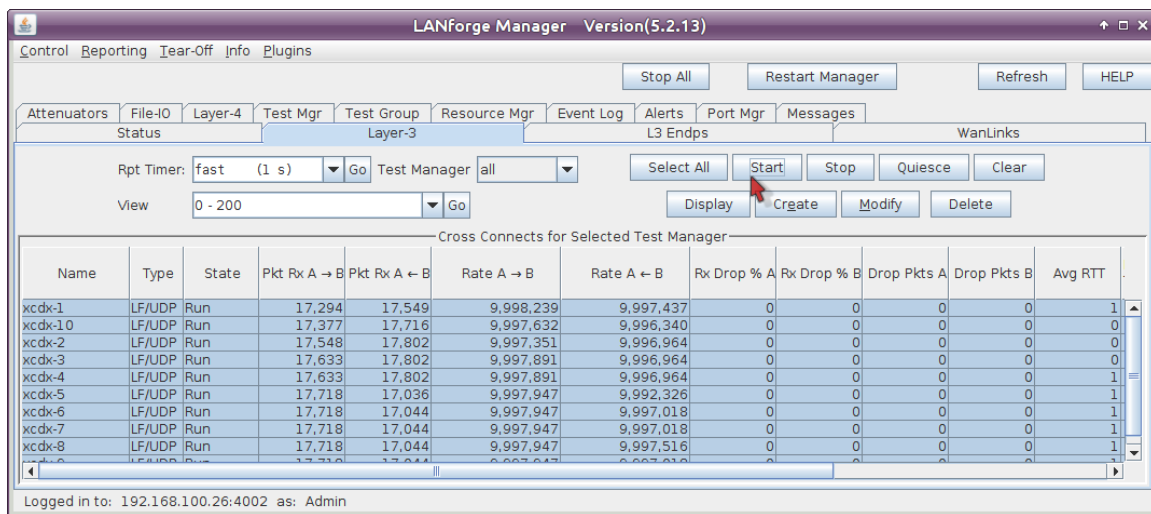 LANforge Manager Version(5.2.13)
Control Reporting Tear-Off Info Plugins
Stop All Restart Manager Refresh HELP
Attenuators File-IO Layer-4 Test Mgr Test Group Resource Mgr Event Log Alerts Port Mgr Messages
Status Layer-3 L3 Endps WanLinks
Rpt Timer: fast (1 s) Go Test Manager all Select All Start Stop Quiesce Clear
View 0 - 200 Go Display Create Modify Delete
Cross Connects for Selected Test Manager
Name Type State Pkt Rx A → B Pkt Rx A ← B Rate A → B Rate A ← B Rx Drop % A Rx Drop % B Drop Pkts A Drop Pkts B Avg RTT
xcdx-1 LF/UDP Run 17,294 17,549 9,998,239 9,997,437 0 0 0 0 1
xcdx-10 LF/UDP Run 17,377 17,716 9,997,632 9,996,340 0 0 0 0 0
xcdx-2 LF/UDP Run 17,548 17,802 9,997,351 9,996,964 0 0 0 0 0
xcdx-3 LF/UDP Run 17,633 17,802 9,997,891 9,996,964 0 0 0 0 0
xcdx-4 LF/UDP Run 17,633 17,802 9,997,891 9,996,964 0 0 0 0 1
xcdx-5 LF/UDP Run 17,718 17,036 9,997,947 9,992,326 0 0 0 0 1
xcdx-6 LF/UDP Run 17,718 17,044 9,997,947 9,997,018 0 0 0 0 1
xcdx-7 LF/UDP Run 17,718 17,044 9,997,947 9,997,018 0 0 0 0 1
xcdx-8 LF/UDP Run 17,718 17,044 9,997,947 9,997,516 0 0 0 0 1
Logged in to: 192.168.100.26:4002 as: Admin